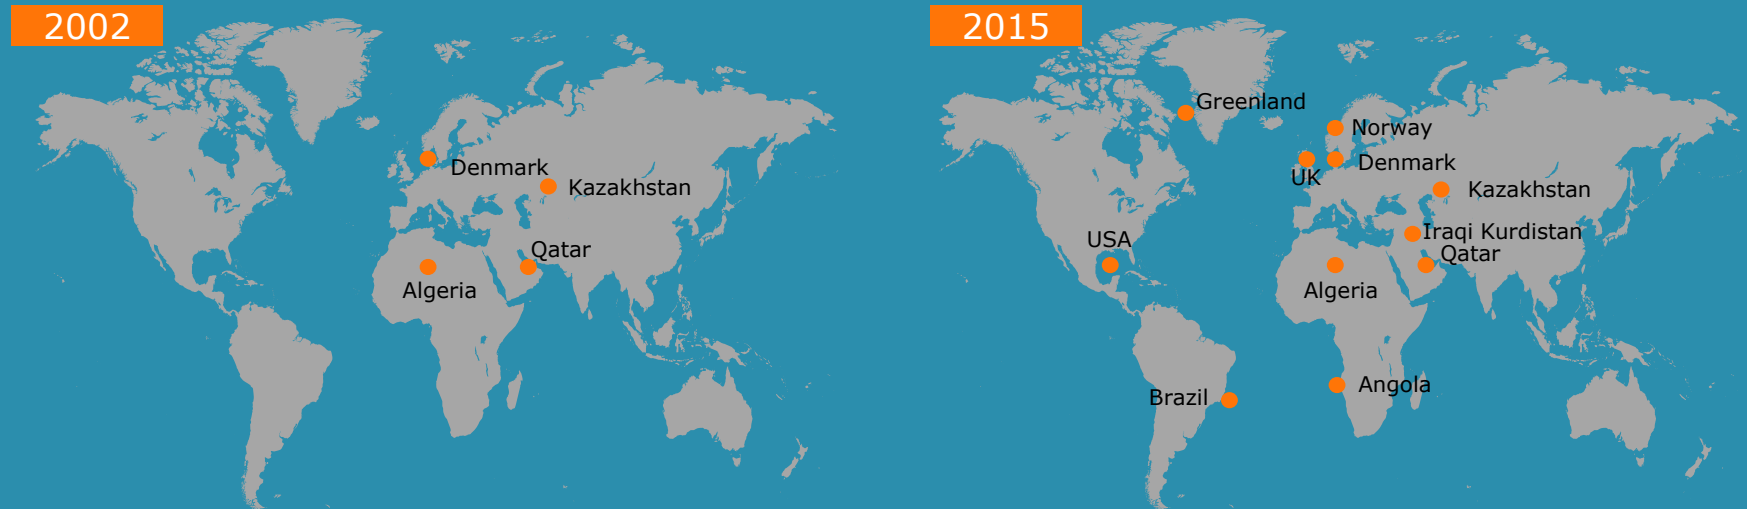 2002
Denmark
Kazakhstan
Qatar
Algeria
2015
Greenland
Norway
Denmark
UK
Kazakhstan
Iraqi Kurdistan
USA
Qatar
Algeria
Angola
Brazil